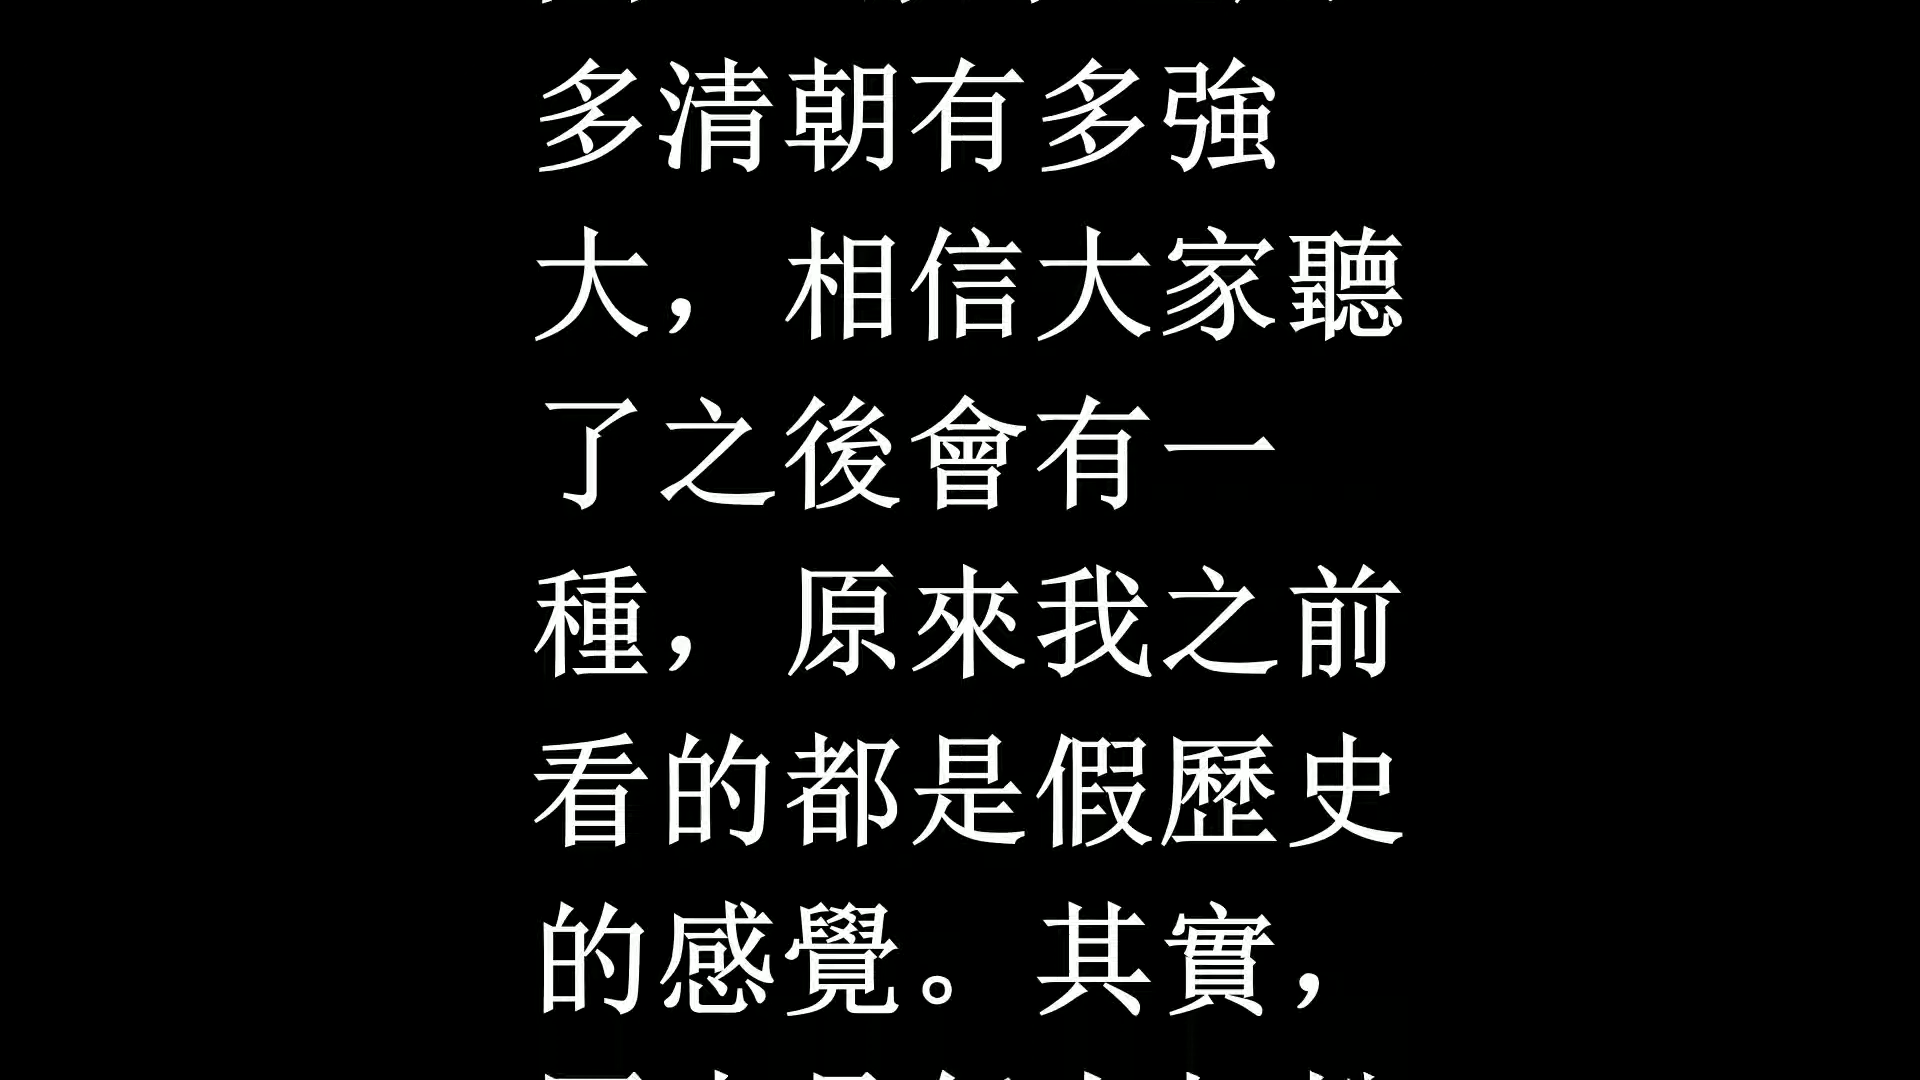 多清朝有多強
大，相信大家聽
了之後會有一
種，原來我之前
看的都是假歷史
的感覺。其實，